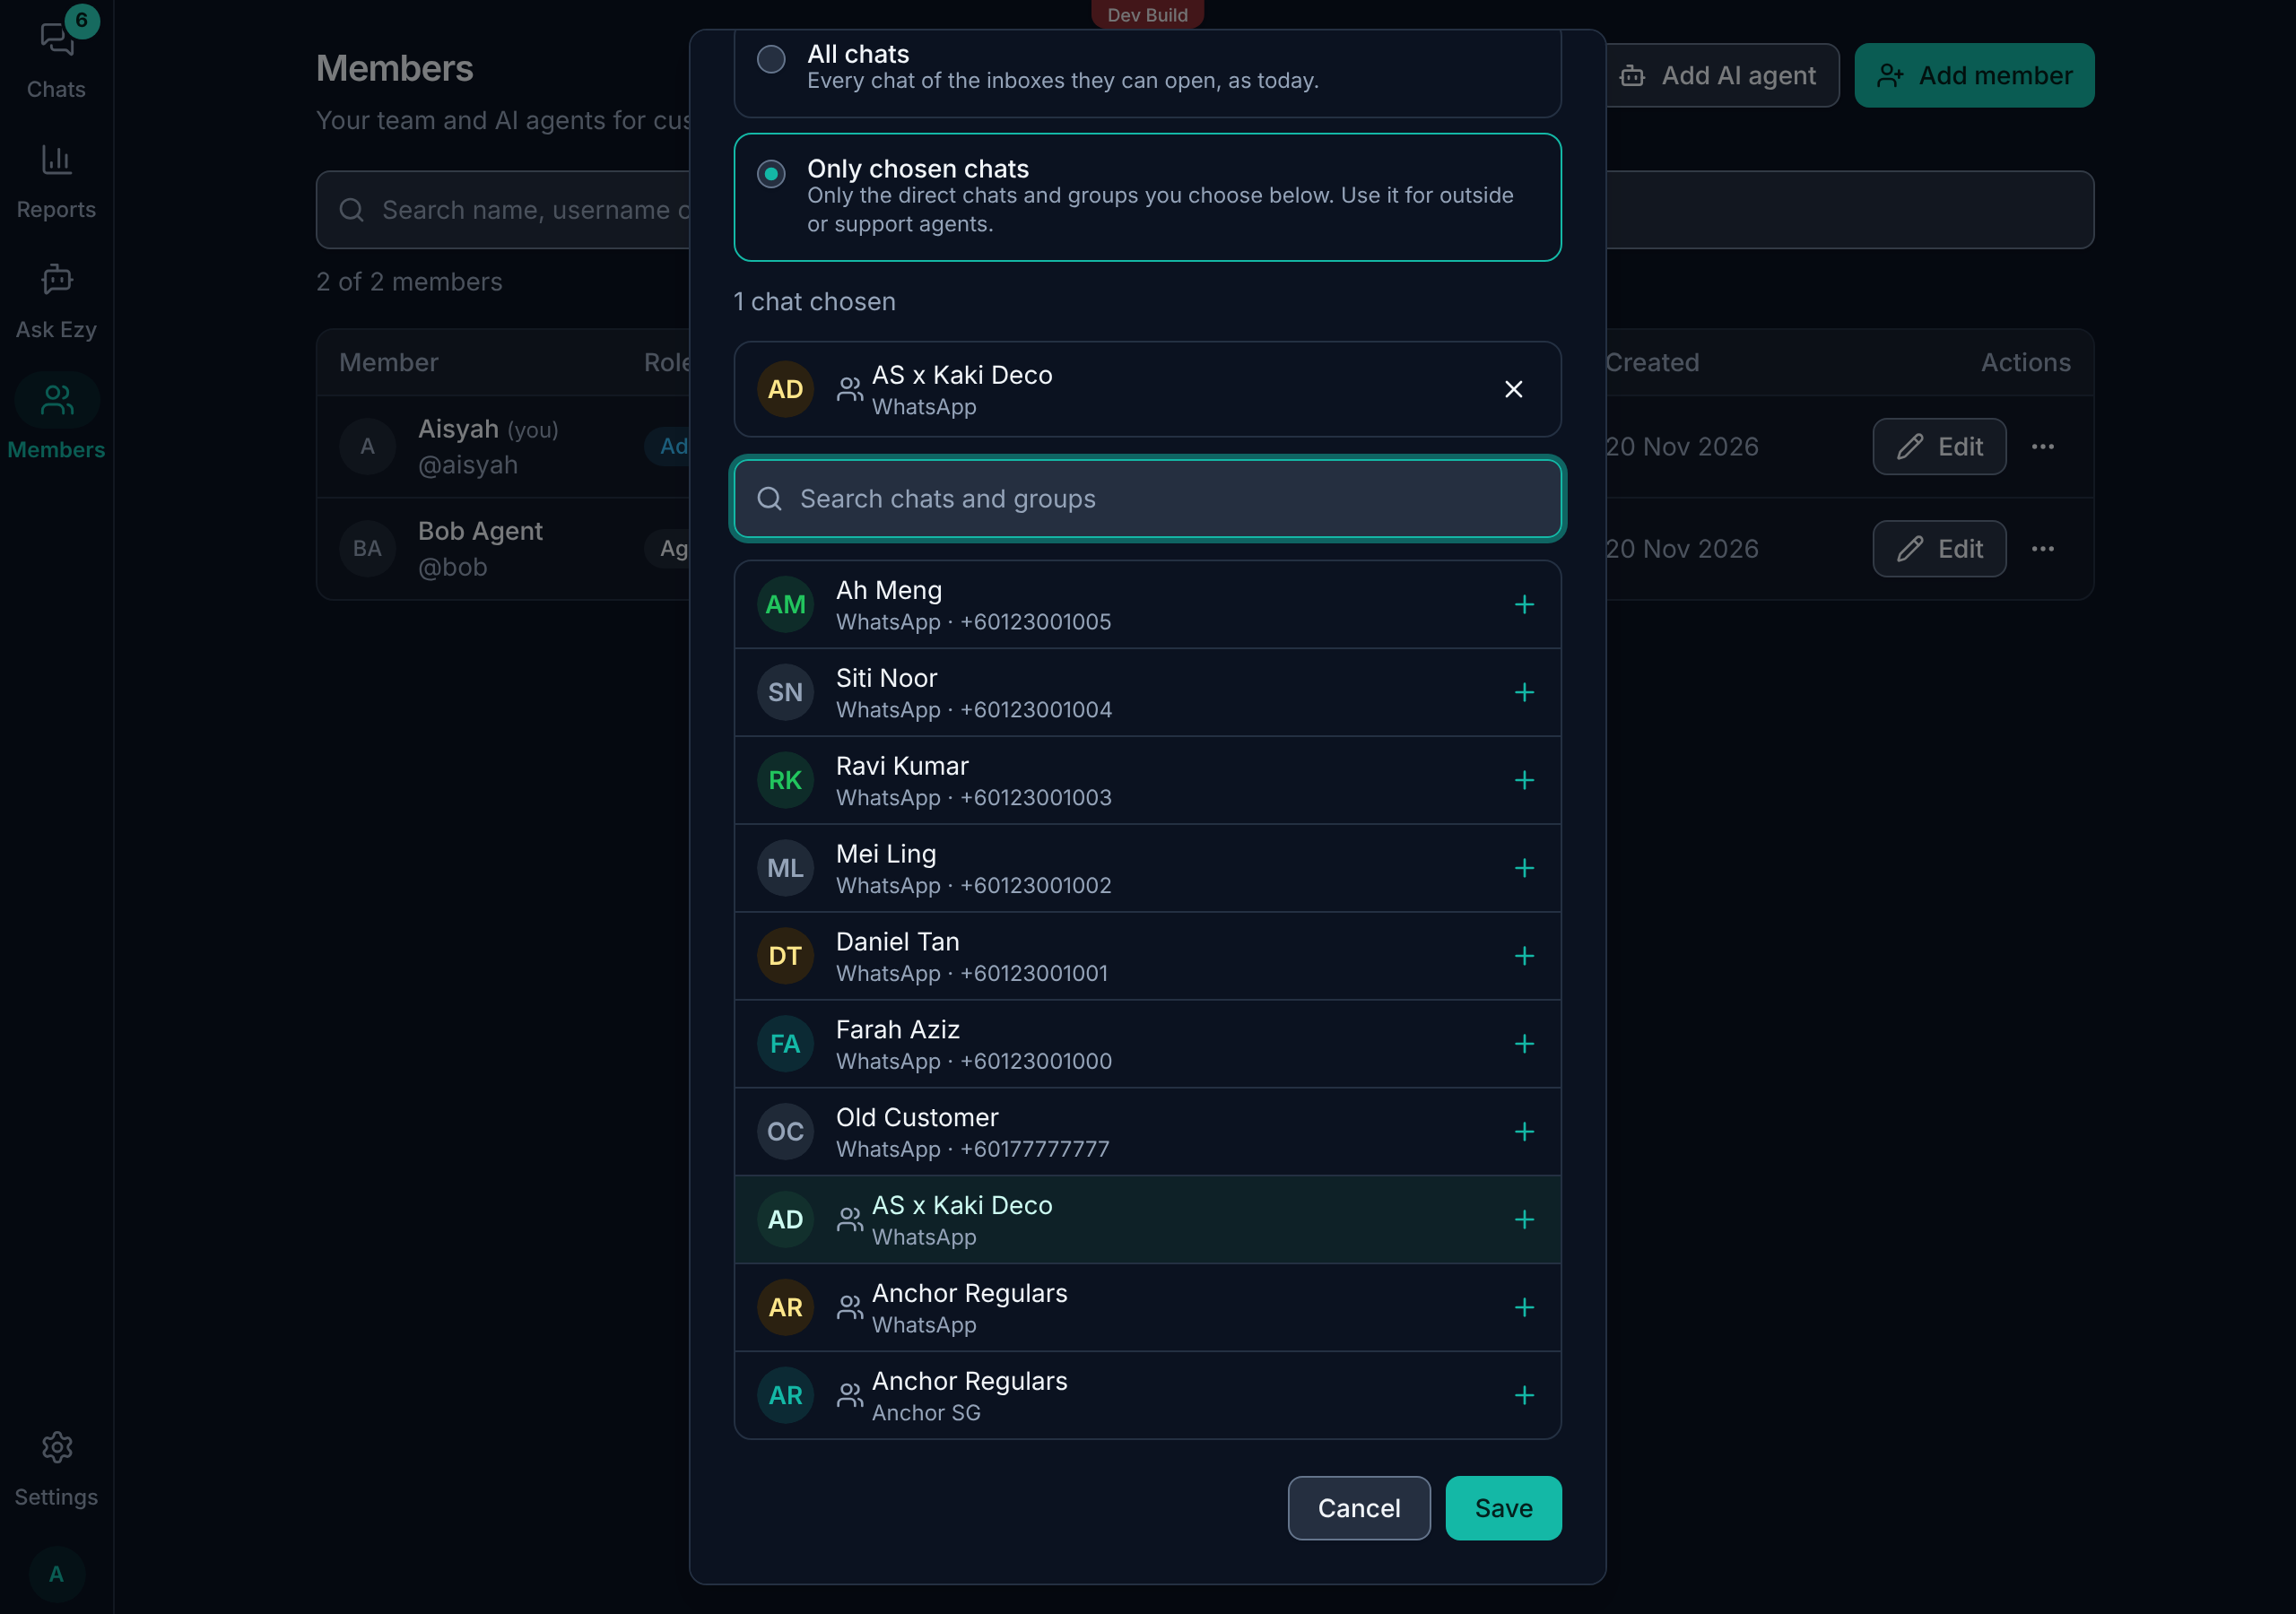 6
Chats
Reports
Ask Ezy
Members
Settings
A
Dev Build
Members
Your team and AI agents for cus
Add AI agent
Add member
Search name, username o
2 of 2 members
Member
Role
Created
Actions
A
Aisyah (you)
@aisyah
Ad
20 Nov 2026
Edit
BA
Bob Agent
@bob
Ag
20 Nov 2026
Edit
All chats
Every chat of the inboxes they can open, as today.
Only chosen chats
Only the direct chats and groups you choose below. Use it for outside
or support agents.
1 chat chosen
AD
AS x Kaki Deco
WhatsApp
Search chats and groups
AM
Ah Meng
WhatsApp · +60123001005
SN
Siti Noor
WhatsApp · +60123001004
RK
Ravi Kumar
WhatsApp · +60123001003
ML
Mei Ling
WhatsApp · +60123001002
DT
Daniel Tan
WhatsApp · +60123001001
FA
Farah Aziz
WhatsApp · +60123001000
OC
Old Customer
WhatsApp · +60177777777
AD
AS x Kaki Deco
WhatsApp
AR
Anchor Regulars
WhatsApp
AR
Anchor Regulars
Anchor SG
Cancel
Save